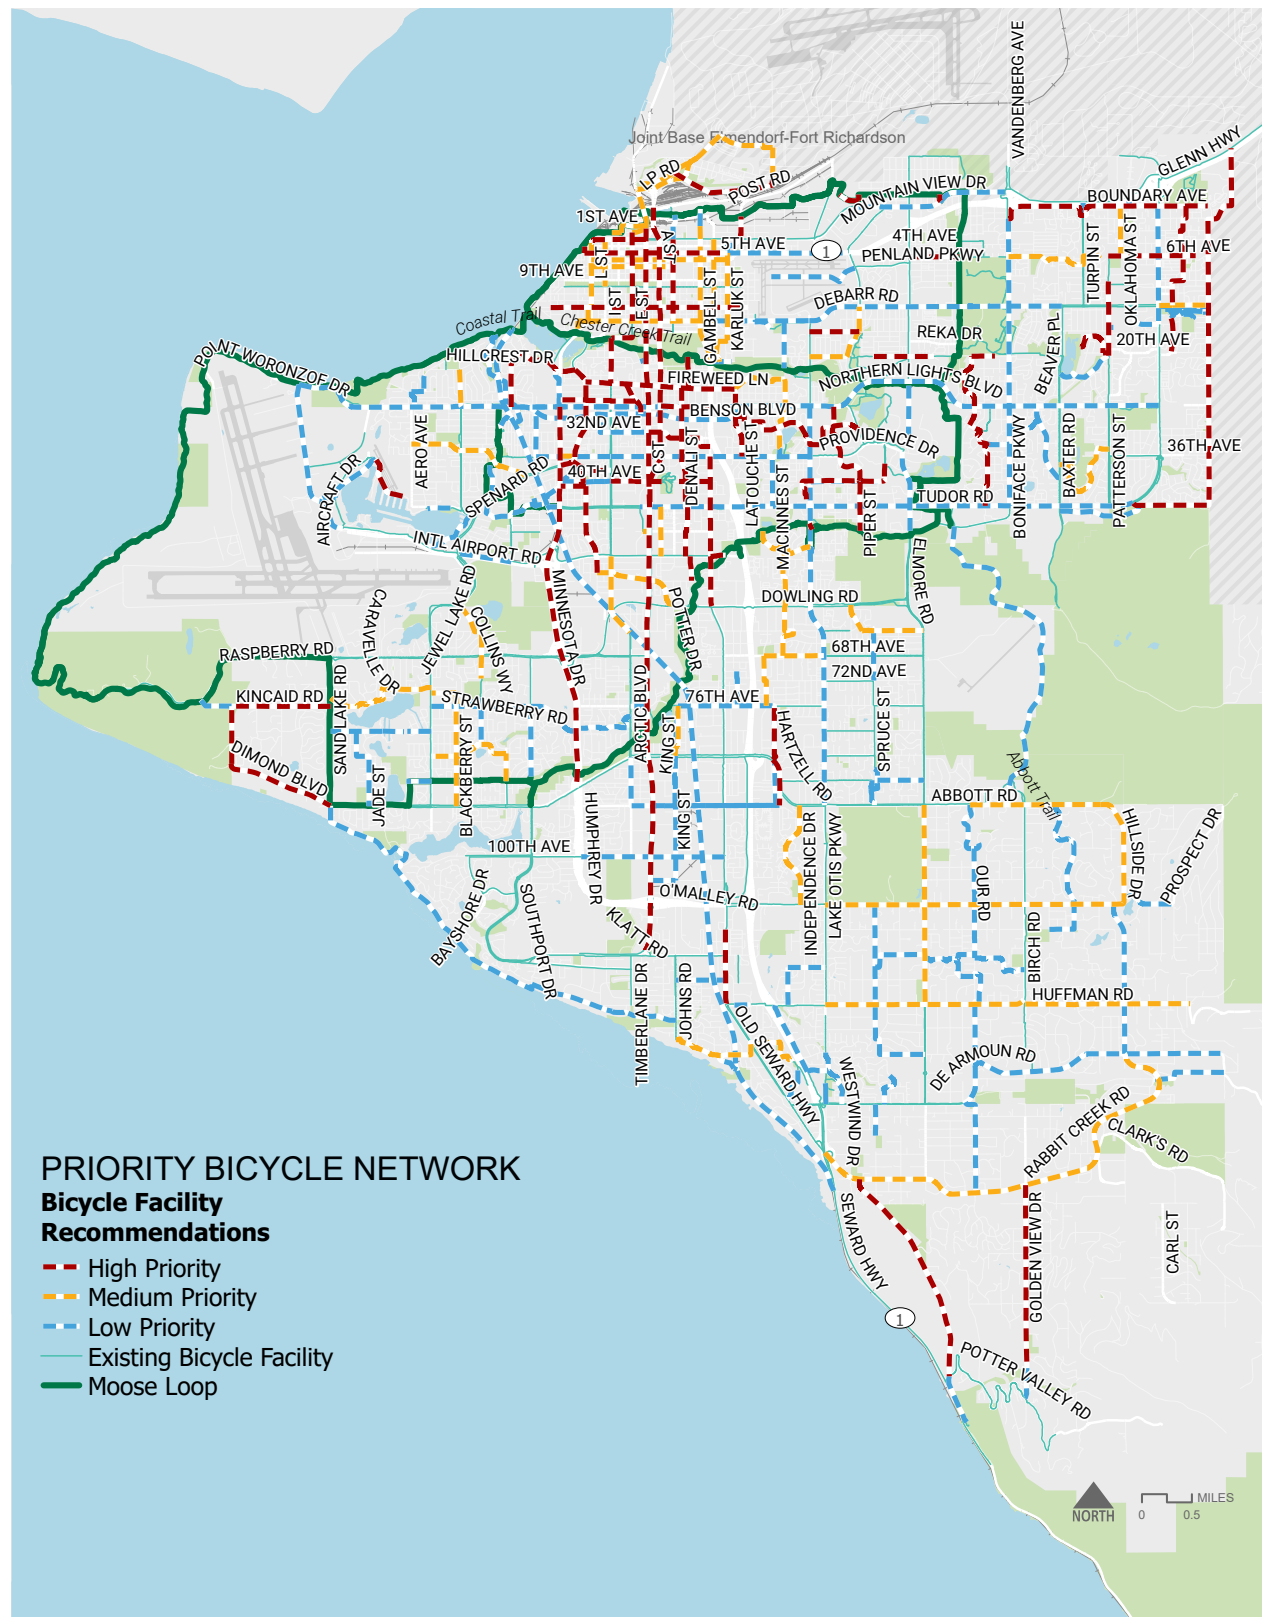 VANDENBERG AVE
Joint Base Elmendorf-Fort Richardson
GLENN HWY
LP RD
POST RD
MOUNTAIN VIEW DR
BOUNDARY AVE
1ST AVE
A ST
5TH AVE
1
4TH AVE
PENLAND PKWY
TURPIN ST
OKLAHOMA ST
6TH AVE
9TH AVE
L ST
I ST
E ST
GAMBELL ST
KARLUK ST
DEBARR RD
Coastal Trail
Chester Creek Trail
REKA DR
BEAVER PL
20TH AVE
POINT WORONZOF DR
HILLCREST DR
FIREWEED LN
NORTHERN LIGHTS BLVD
BENSON BLVD
32ND AVE
AERO AVE
C ST
DENALI ST
LATOUCHE ST
PROVIDENCE DR
BONIFACE PKWY
BAXTER RD
PATTERSON ST
36TH AVE
AIRCRAFT DR
SPENARD RD
40TH AVE
MACINNES ST
PIPER ST
TUDOR RD
INTL AIRPORT RD
ELMORE RD
CARAVELLE DR
JEWEL LAKE RD
COLLINS WY
MINNESOTA DR
POTTER DR
DOWLING RD
68TH AVE
72ND AVE
RASPBERRY RD
KINCAID RD
SAND LAKE RD
STRAWBERRY RD
ARCTIC BLVD
76TH AVE
KING ST
HARTZELL RD
SPRUCE ST
DIMOND BLVD
JADE ST
BLACKBERRY ST
Abbott Trail
ABBOTT RD
HUMPHREY DR
KING ST
100TH AVE
INDEPENDENCE DR
LAKE OTIS PKWY
HILLSIDE DR
PROSPECT DR
BAYSHORE DR
SOUTHPORT DR
KLATT RD
O'MALLEY RD
OUR RD
BIRCH RD
TIMBERLANE DR
JOHNS RD
HUFFMAN RD
OLD SEWARD HWY
WESTWIND DR
DE ARMOUN RD
RABBIT CREEK RD
CLARK'S RD
PRIORITY BICYCLE NETWORK
Bicycle Facility
Recommendations
High Priority
Medium Priority
Low Priority
Existing Bicycle Facility
Moose Loop
SEWARD HWY
GOLDEN VIEW DR
CARL ST
1
POTTER VALLEY RD
NORTH
MILES
0 0.5